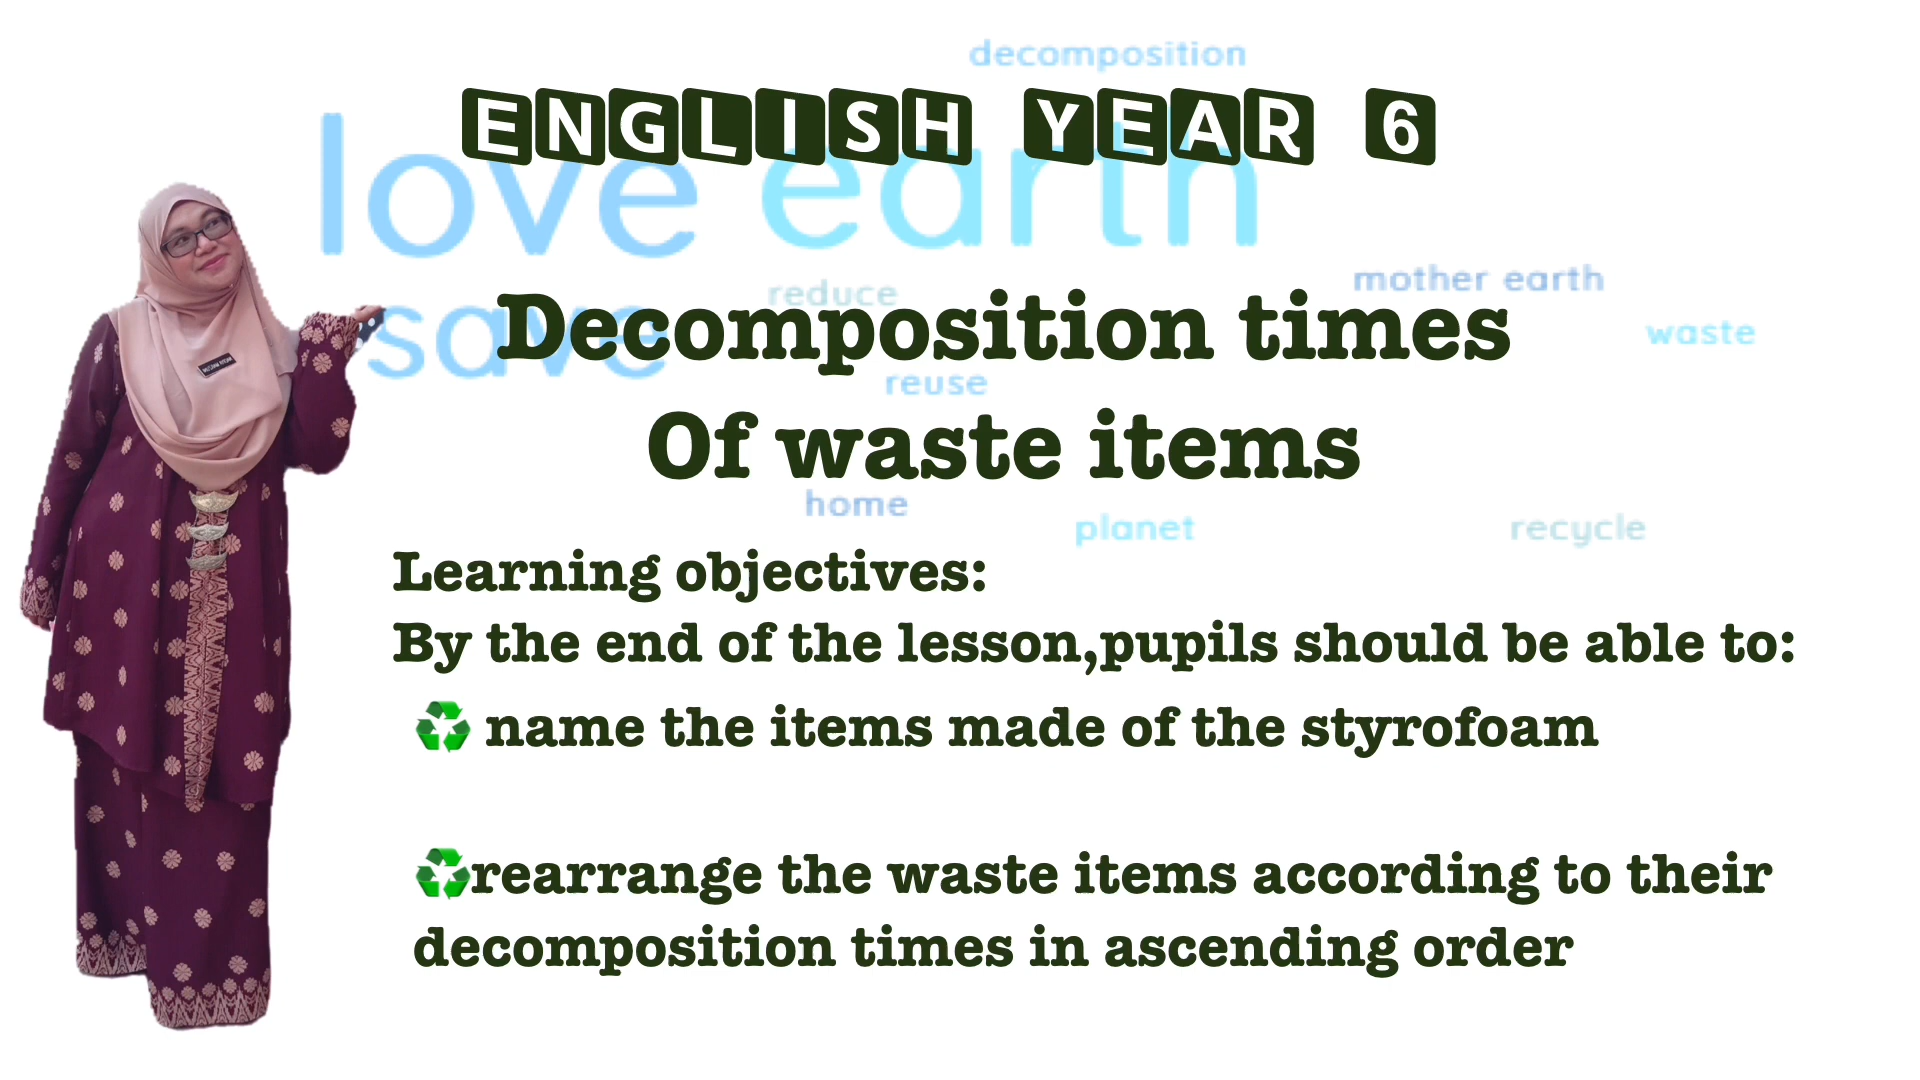 decomposition
ENGLISH YEAR 6
love earth
mother earth
reduce
save
Decomposition times
waste
reuse
Of waste items
home
planet
recycle
Learning objectives:
By the end of the lesson,pupils should be able to:
♻️ name the items made of the styrofoam
♻️rearrange the waste items according to their
decomposition times in ascending order